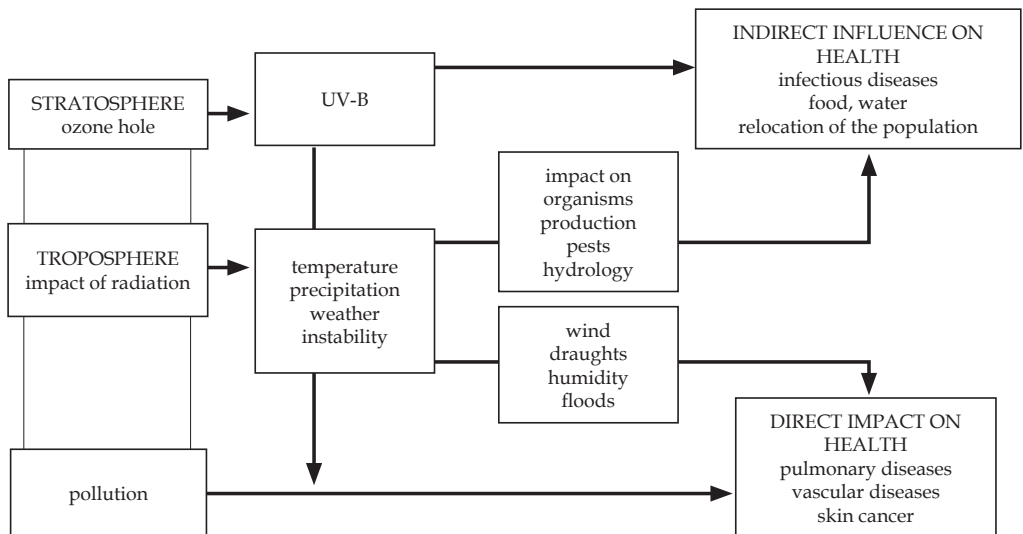 STRATOSPHERE
ozone hole
UV-B
INDIRECT INFLUENCE ON
HEALTH
infectious diseases
food, water
relocation of the population
TROPOSPHERE
impact of radiation
temperature
precipitation
weather
instability
impact on
organisms
production
pests
hydrology
wind
draughts
humidity
floods
pollution
DIRECT IMPACT ON
HEALTH
pulmonary diseases
vascular diseases
skin cancer